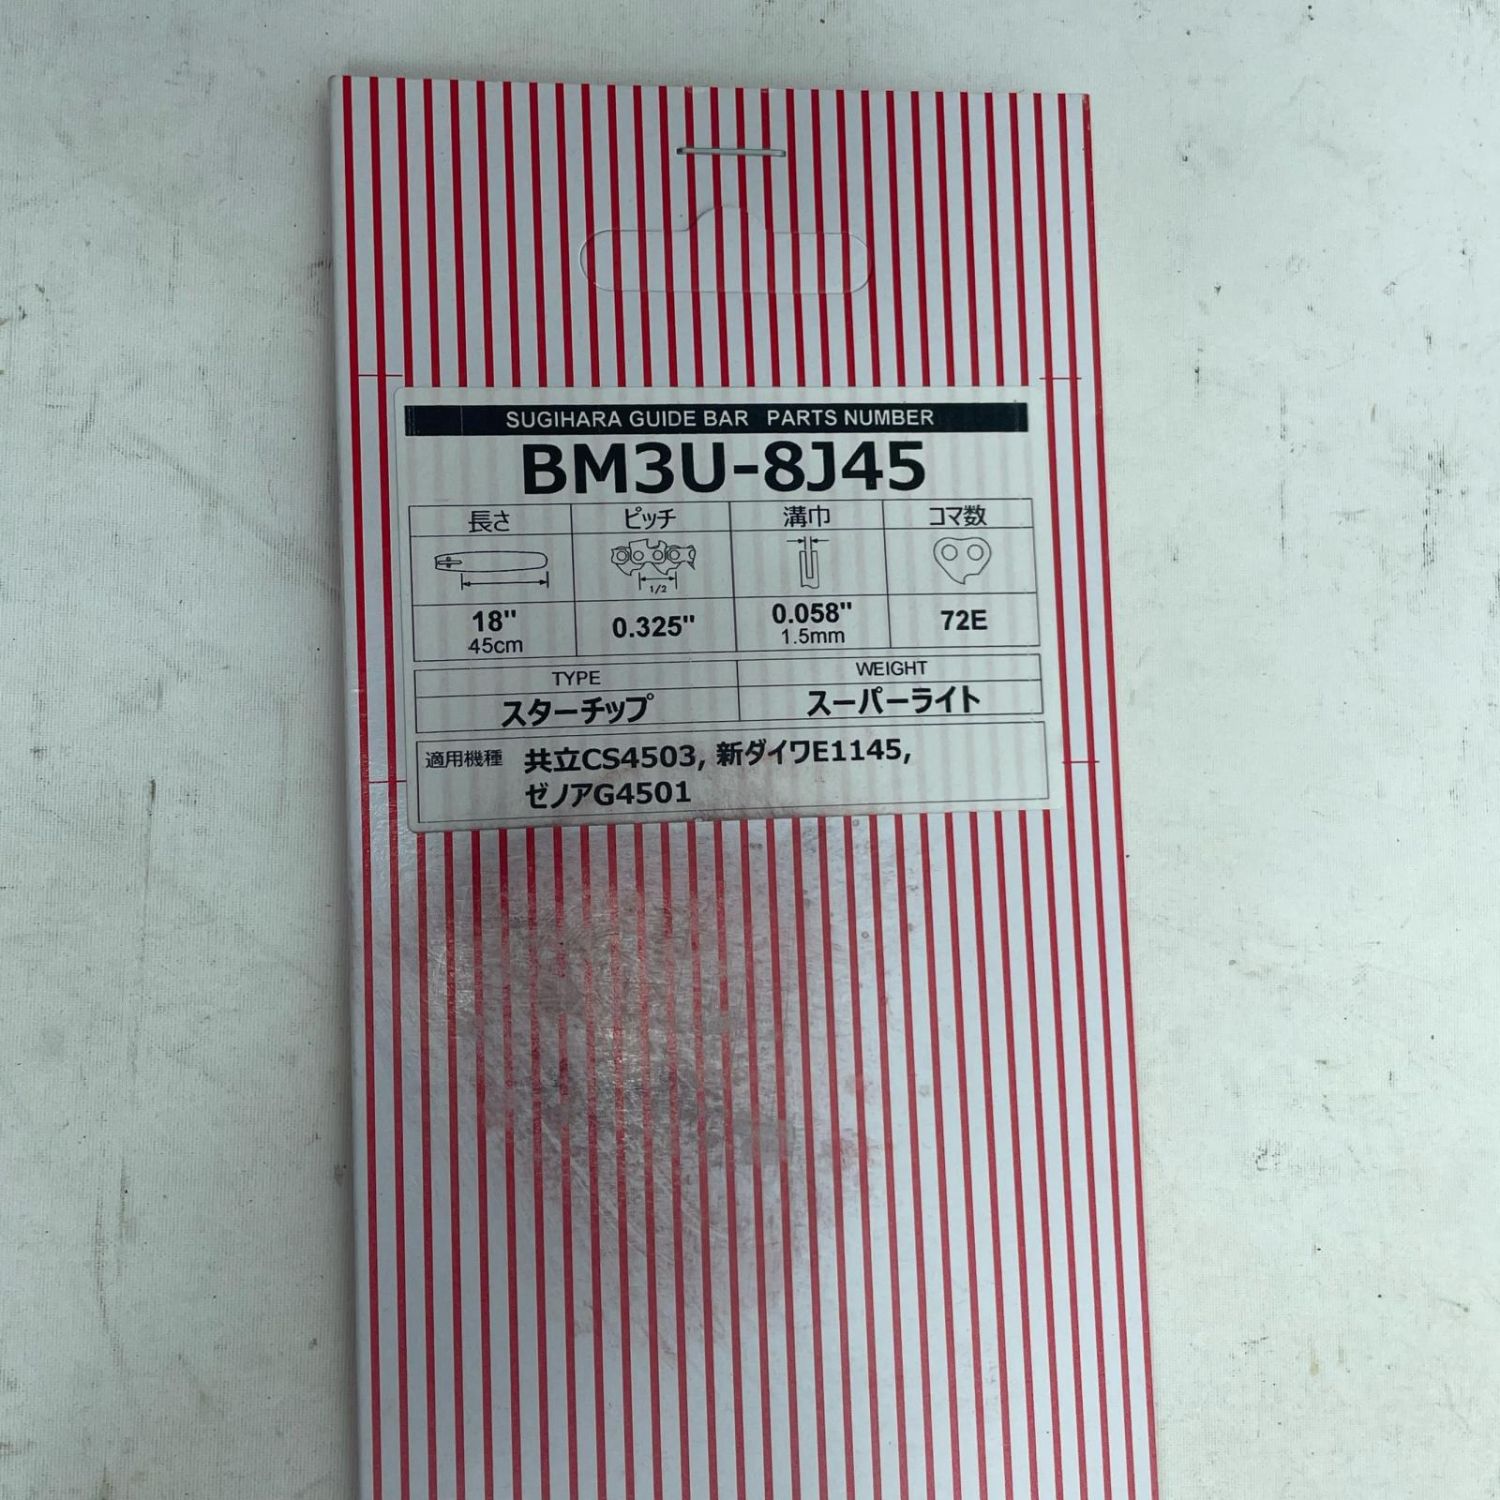 SUGIHARA GUIDE BAR PARTS NUMBER
BM3U-8J45
長さ ピッチ 溝巾 コマ数
1/2
18" 0.325" 0.058" 72E
45cm 1.5mm
TYPE WEIGHT
スターチップ スーパーライト
適用機種 共立CS4503, 新ダイワE1145,
ゼノアG4501